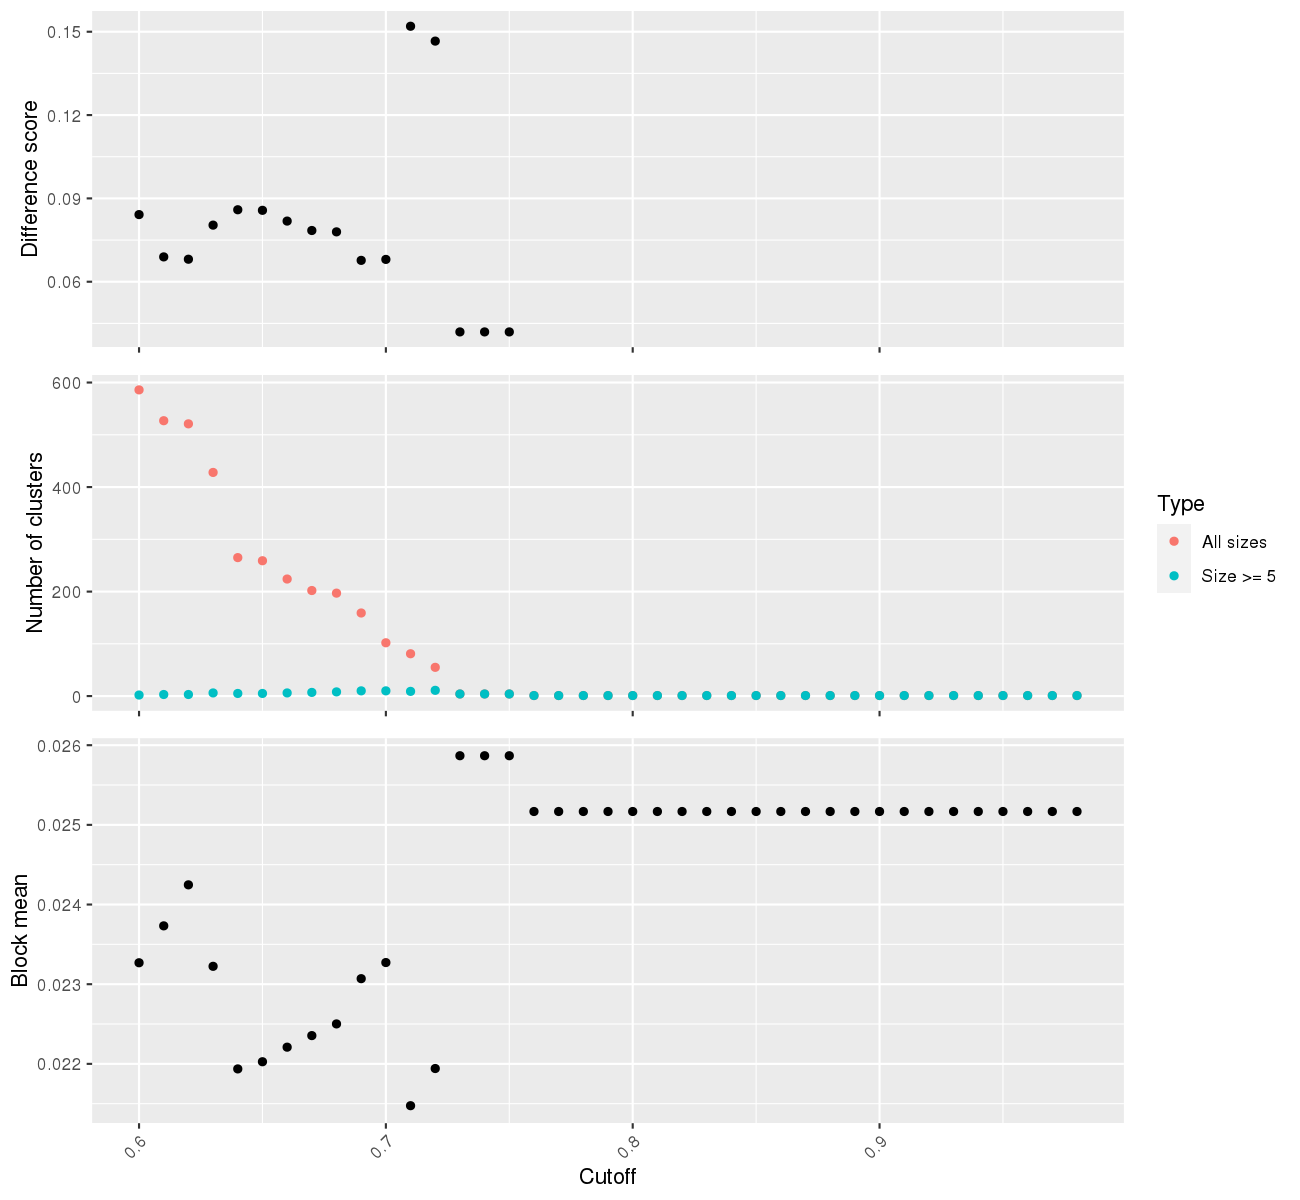 Difference score
0.15
0.12
0.09
0.06
Number of clusters
600
400
200
0
Block mean
0.026
0.025
0.024
0.023
0.022
0.6
0.7
0.8
0.9
Cutoff
Type
All sizes
Size >= 5